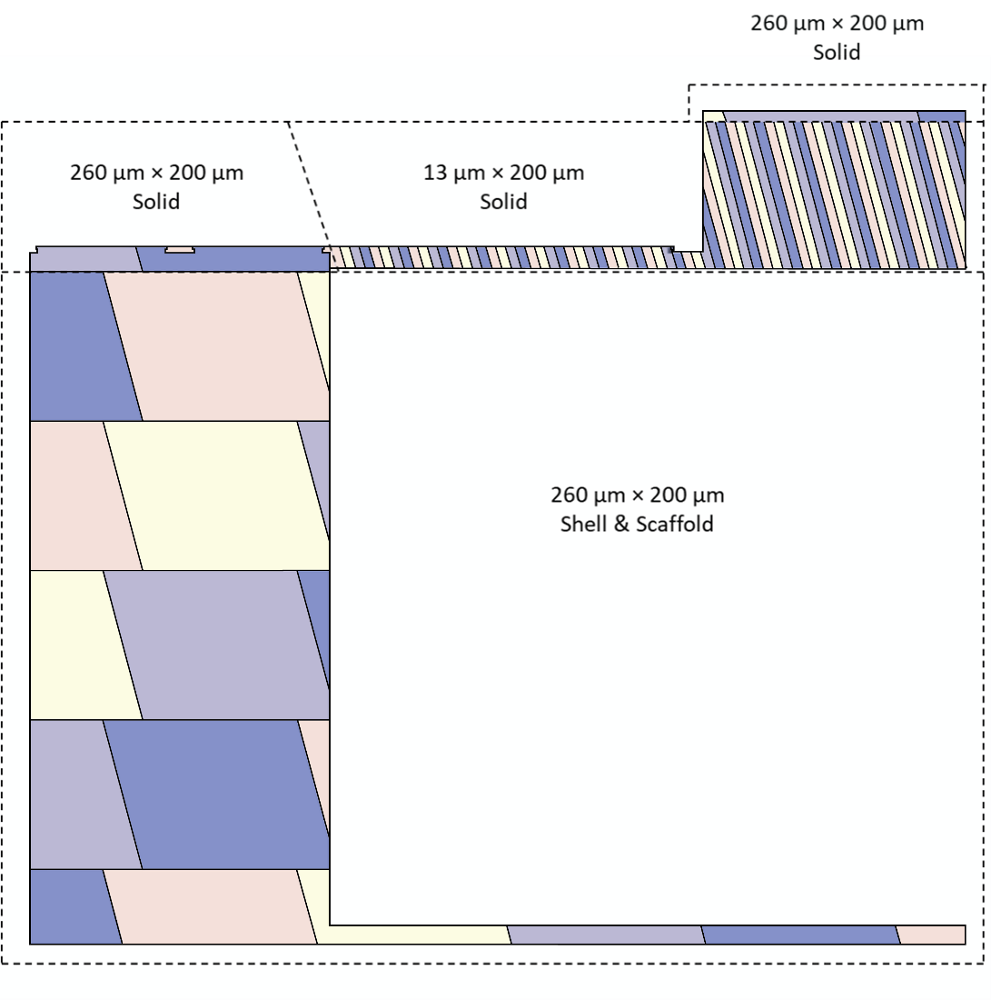 260 µm × 200 µm
Solid
260 µm × 200 µm
Solid
13 µm × 200 µm
Solid
260 µm × 200 µm
Shell & Scaffold